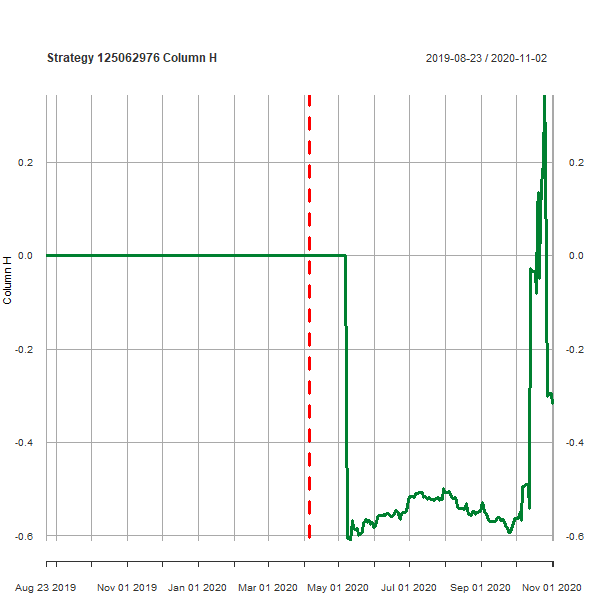 Strategy 125062976 Column H
2019-08-23 / 2020-11-02
0.2
0.2
0.0
0.0
-0.2
-0.2
-0.4
-0.4
-0.6
-0.6
Column H
Aug 23 2019
Nov 01 2019
Jan 01 2020
Mar 01 2020
May 01 2020
Jul 01 2020
Sep 01 2020
Nov 01 2020